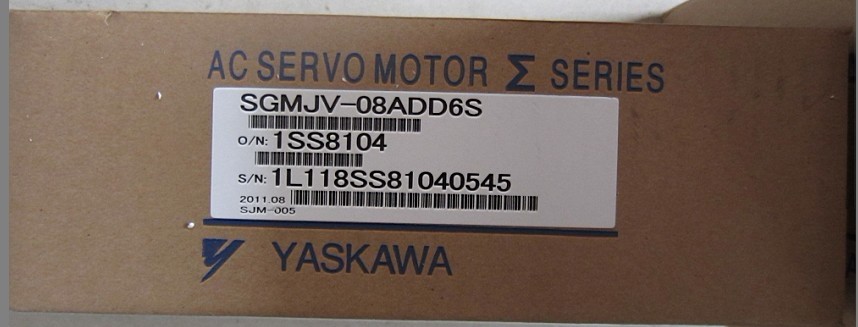 AC SERVO MOTOR Σ SERIES
SGMJV-08ADD6S
O/N: 1SS8104
S/N: 1L118SS81040545
2011.08
SJM-005
YASKAWA